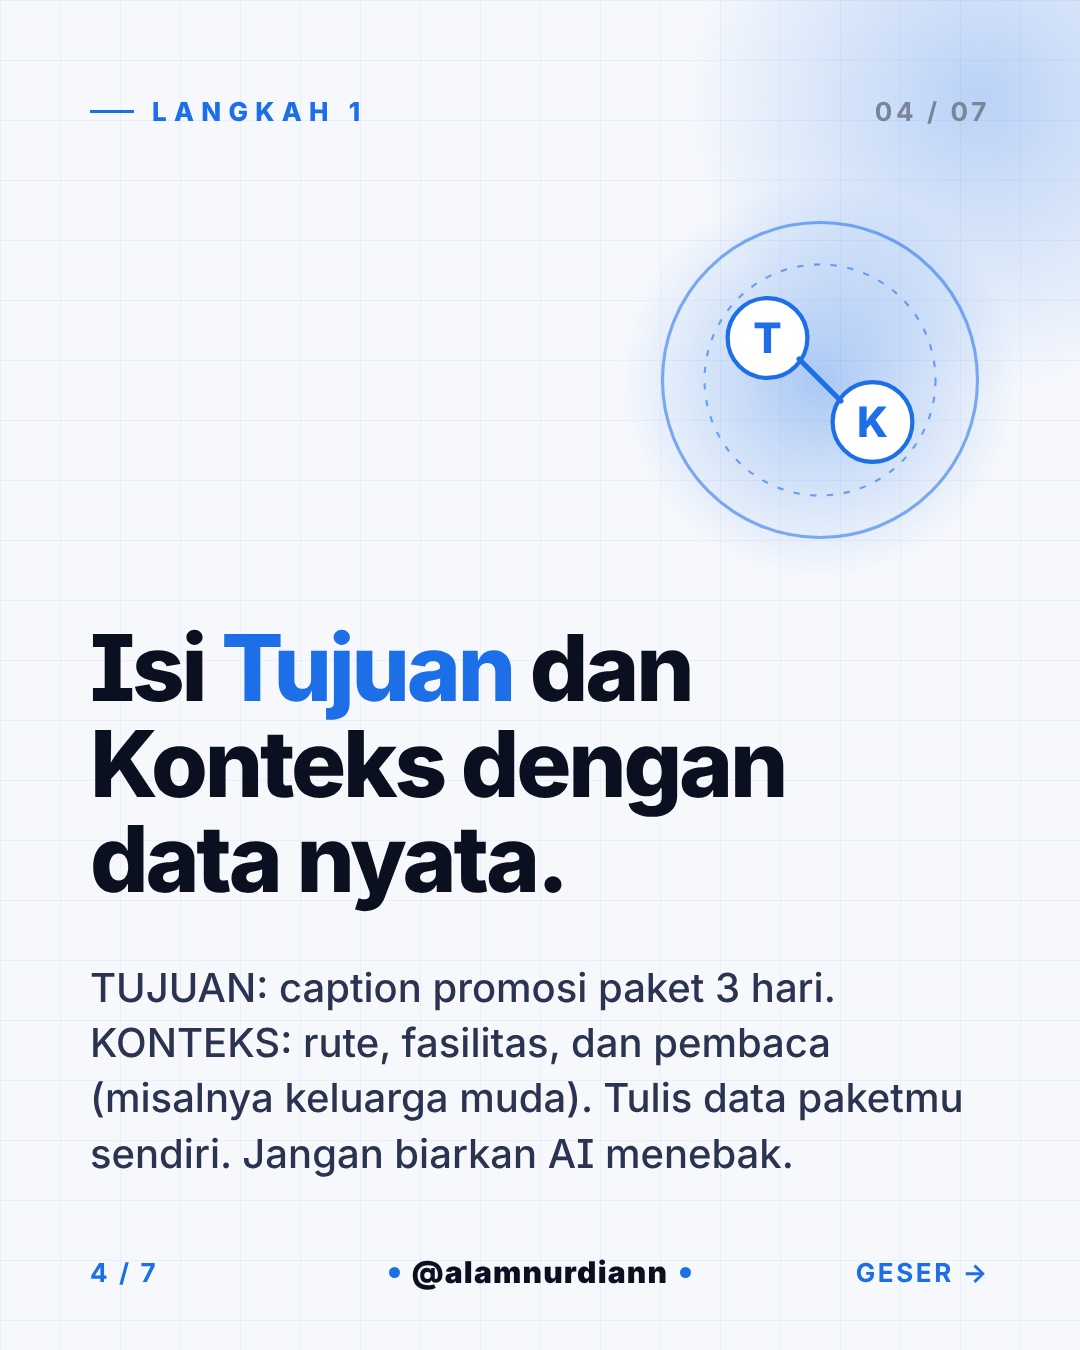 LANGKAH 1
04 / 07
T
K
Isi Tujuan dan
Konteks dengan
data nyata.
TUJUAN: caption promosi paket 3 hari.
KONTEKS: rute, fasilitas, dan pembaca
(misalnya keluarga muda). Tulis data paketmu
sendiri. Jangan biarkan AI menebak.
4 / 7
• @alamnurdiann •
GESER →